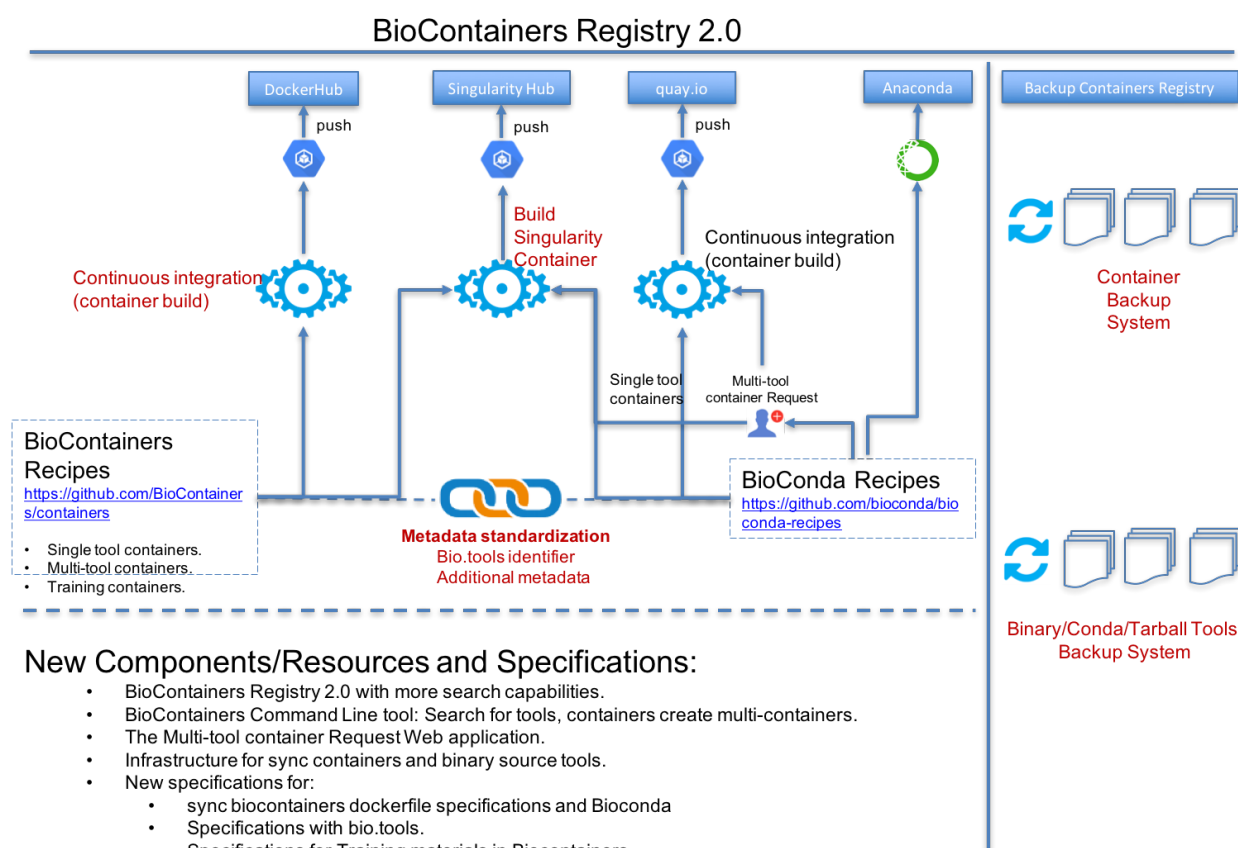 BioContainers Registry 2.0
DockerHub
Singularity Hub
quay.io
Anaconda
Backup Containers Registry
push
push
push
Build
Singularity
Container
Continuous integration
(container build)
Continuous integration
(container build)
Container
Backup
System
Single tool
containers
Multi-tool
container Request
BioContainers
Recipes
https://github.com/BioContainer
s/containers
• Single tool containers.
• Multi-tool containers.
• Training containers.
BioConda Recipes
https://github.com/bioconda/bio
conda-recipes
Metadata standardization
Bio.tools identifier
Additional metadata
Binary/Conda/Tarball Tools
Backup System
New Components/Resources and Specifications:
• BioContainers Registry 2.0 with more search capabilities.
• BioContainers Command Line tool: Search for tools, containers create multi-containers.
• The Multi-tool container Request Web application.
• Infrastructure for sync containers and binary source tools.
• New specifications for:
• sync biocontainers dockerfile specifications and Bioconda
• Specifications with bio.tools.
Specifications for Training materials in Biocontainers